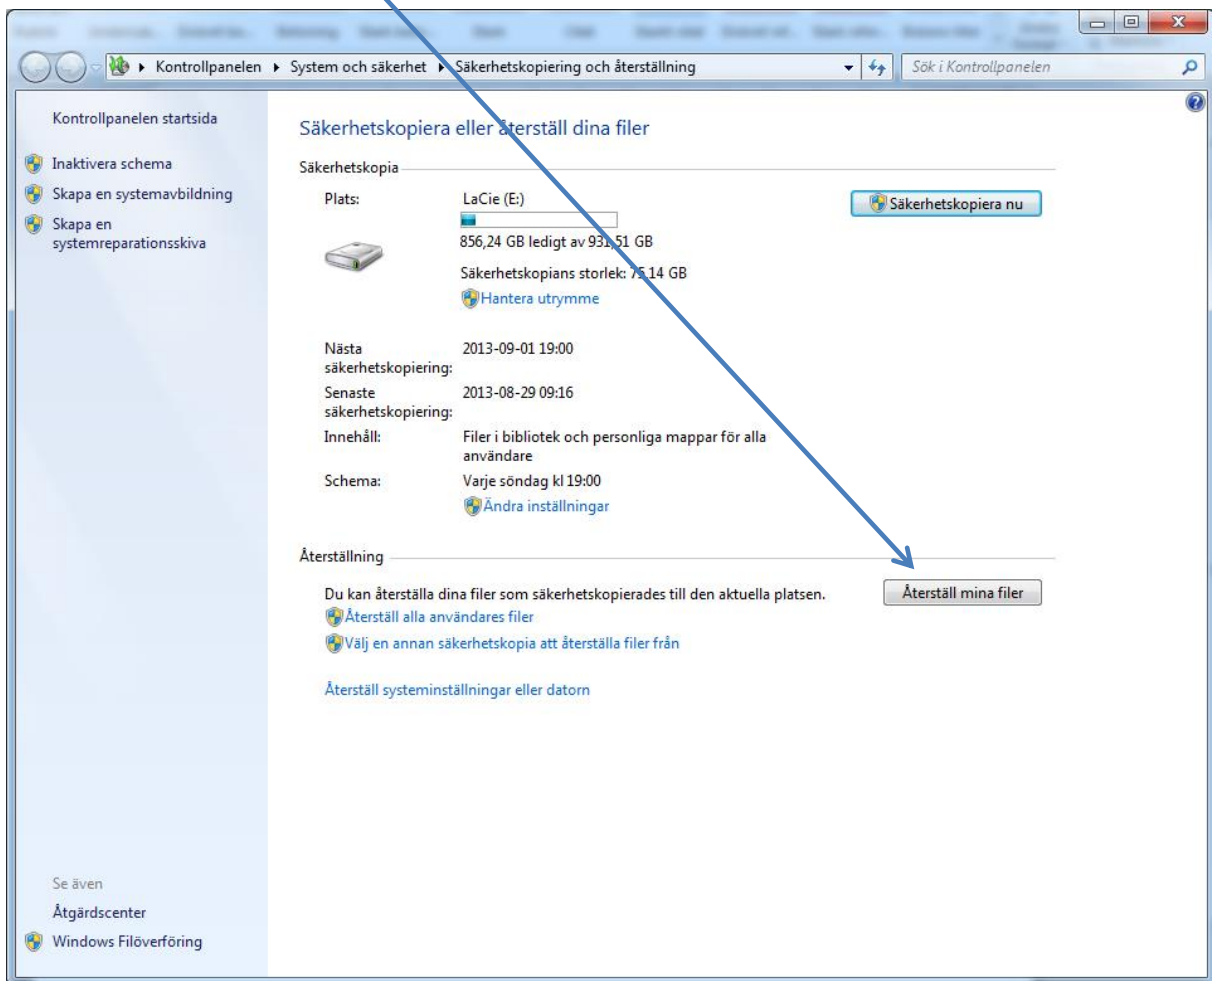 Kontrollpanelen ▸ System och säkerhet ▸ Säkerhetskopiering och återställning
Sök i Kontrollpanelen
Kontrollpanelen startsida
Inaktivera schema
Skapa en systemavbildning
Skapa en
systemreparationsskiva
Säkerhetskopiera eller återställ dina filer
Säkerhetskopia
Plats:
LaCie (E:)
Säkerhetskopiera nu
856,24 GB ledigt av 931,51 GB
Säkerhetskopians storlek: 75,14 GB
Hantera utrymme
Nästa
säkerhetskopiering:
2013-09-01 19:00
Senaste
säkerhetskopiering:
2013-08-29 09:16
Innehåll:
Filer i bibliotek och personliga mappar för alla
användare
Schema:
Varje söndag kl 19:00
Ändra inställningar
Återställning
Du kan återställa dina filer som säkerhetskopierades till den aktuella platsen.
Återställ mina filer
Återställ alla användares filer
Välj en annan säkerhetskopia att återställa filer från
Återställ systeminställningar eller datorn
Se även
Åtgärdscenter
Windows Filöverföring